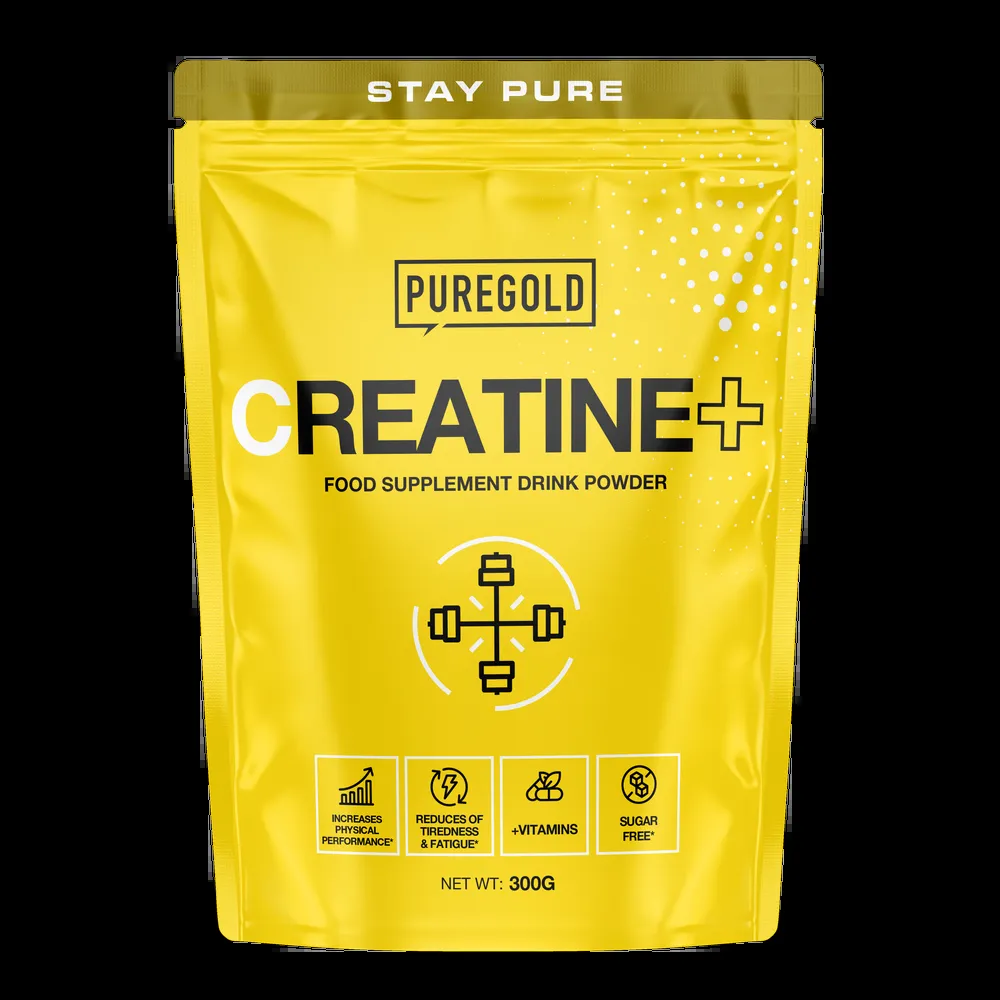 STAY PURE
PUREGOLD
CREATINE+
FOOD SUPPLEMENT DRINK POWDER
INCREASES
PHYSICAL
PERFORMANCE*
REDUCES OF
TIREDNESS
& FATIGUE*
+VITAMINS
SUGAR
FREE*
NET WT: 300G